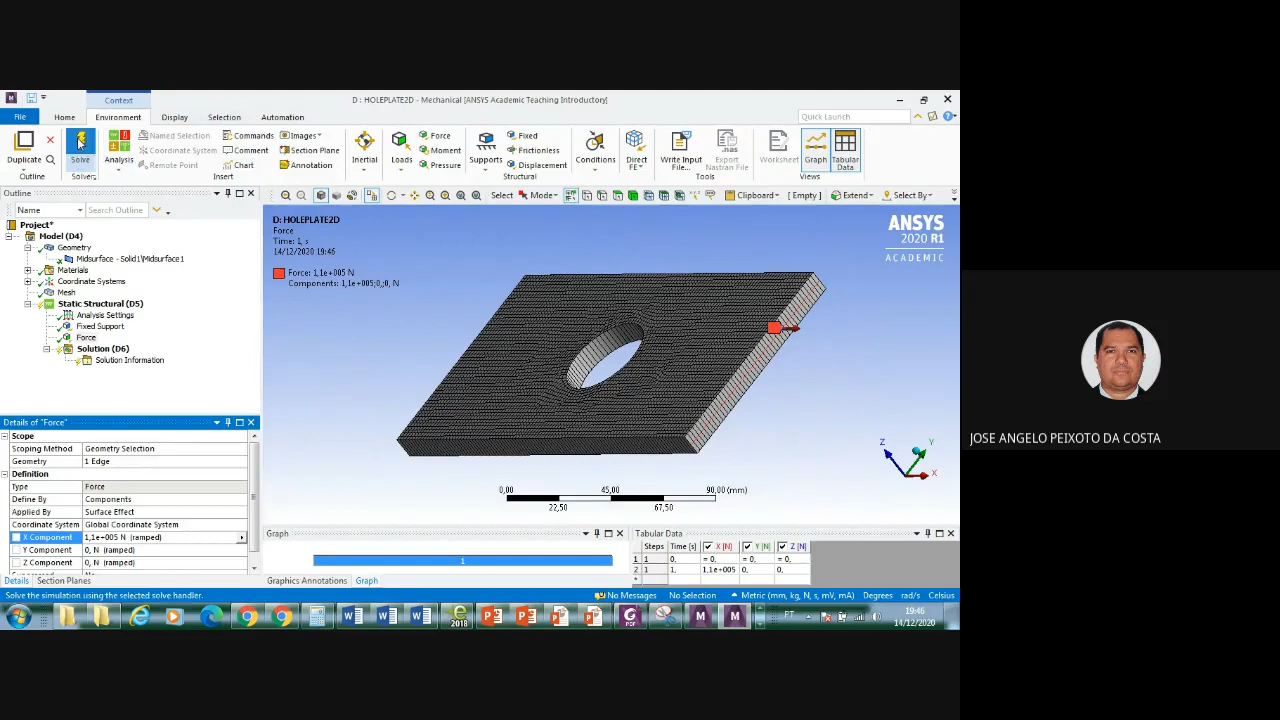 Context
D : HOLEPLATE2D - Mechanical [ANSYS Academic Teaching Introductory]
File Home Environment Display Selection Automation
Quick Launch
Duplicate
Outline
Solve
Solver
Analysis
Named Selection
Coordinate System
Remote Point
Commands
Comment
Chart
Images
Section Plane
Annotation
Insert
Inertial
Loads
Force
Moment
Pressure
Supports
Fixed
Frictionless
Displacement
Structural
Conditions
Direct
FE
Write Input
File...
Export
Nastran File
Tools
Worksheet
Graph
Tabular
Data
Views
Outline
Name Search Outline
Select Mode Clipboard [ Empty ] Extend Select By
Project*
Model (D4)
Geometry
Midsurface - Solid1\Midsurface1
Materials
Coordinate Systems
Mesh
Static Structural (D5)
Analysis Settings
Fixed Support
Force
Solution (D6)
Solution Information
D: HOLEPLATE2D
Force
Time: 1, s
14/12/2020 19:46
Force: 1,1e+005 N
Components: 1,1e+005;0,;0, N
ANSYS
2020 R1
ACADEMIC
Z Y X
0,00 45,00 90,00 (mm)
22,50 67,50
Details of "Force"
Scope
Scoping Method Geometry Selection
Geometry 1 Edge
Definition
Type Force
Define By Components
Applied By Surface Effect
Coordinate System Global Coordinate System
X Component 1,1e+005 N (ramped)
Y Component 0, N (ramped)
Z Component 0, N (ramped)
Details Section Planes
Graph
1
Graphics Annotations Graph
Tabular Data
Steps Time [s] X [N] Y [N] Z [N]
1 1 0, = 0, = 0, = 0,
2 1 1, 1,1e+005 0, 0,
*
Solve the simulation using the selected solve handler.
No Messages No Selection Metric (mm, kg, N, s, mV, mA) Degrees rad/s Celsius
2018
PDF
PT
19:46
14/12/2020
JOSE ANGELO PEIXOTO DA COSTA